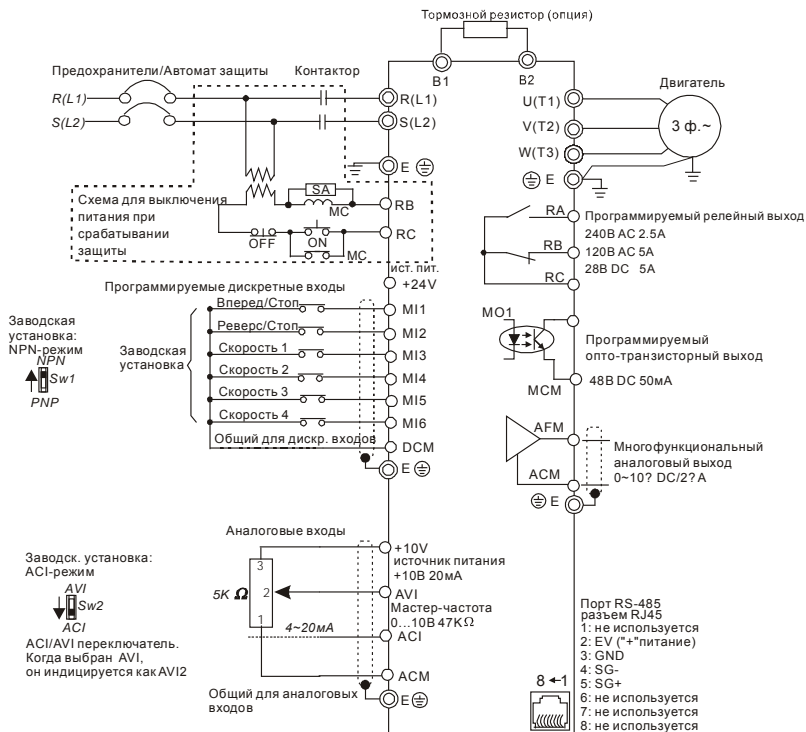 Тормозной резистор (опция)
B1
B2
Предохранители/Автомат защиты
Контактор
R(L1)
S(L2)
R(L1)
S(L2)
E
Схема для выключения
питания при
срабатывании
защиты
SA
MC
OFF
ON
MC
RB
RC
Двигатель
U(T1)
V(T2)
W(T3)
3 ф.~
E
RA
RB
RC
Программируемый релейный выход
240В AC 2.5A
120В AC 5A
28В DC 5A
ист. пит.
+24V
Программируемые дискретные входы
Заводская
установка:
NPN-режим
NPN
Sw1
PNP
Заводская
установка
Вперед/Стоп
MI1
Реверс/Стоп
MI2
Скорость 1
MI3
Скорость 2
MI4
Скорость 3
MI5
Скорость 4
MI6
Общий для дискр. входов
DCM
E
MO1
MCM
Программируемый
опто-транзисторный выход
48В DC 50мА
AFM
ACM
E
Многофункциональный
аналоговый выход
0~10? DC/2? A
Аналоговые входы
Заводск. установка:
ACI-режим
AVI
Sw2
ACI
ACI/AVI переключатель.
Когда выбран AVI,
он индицируется как AVI2
5K Ω
3
2
1
4~20мА
+10V
источник питания
+10В 20мА
AVI
Мастер-частота
0...10В 47KΩ
ACI
ACM
E
Общий для аналоговых
входов
Порт RS-485
разъем RJ45
1: не используется
2: EV ("+"питание)
3: GND
4: SG-
5: SG+
6: не используется
7: не используется
8: не используется
8 ←1